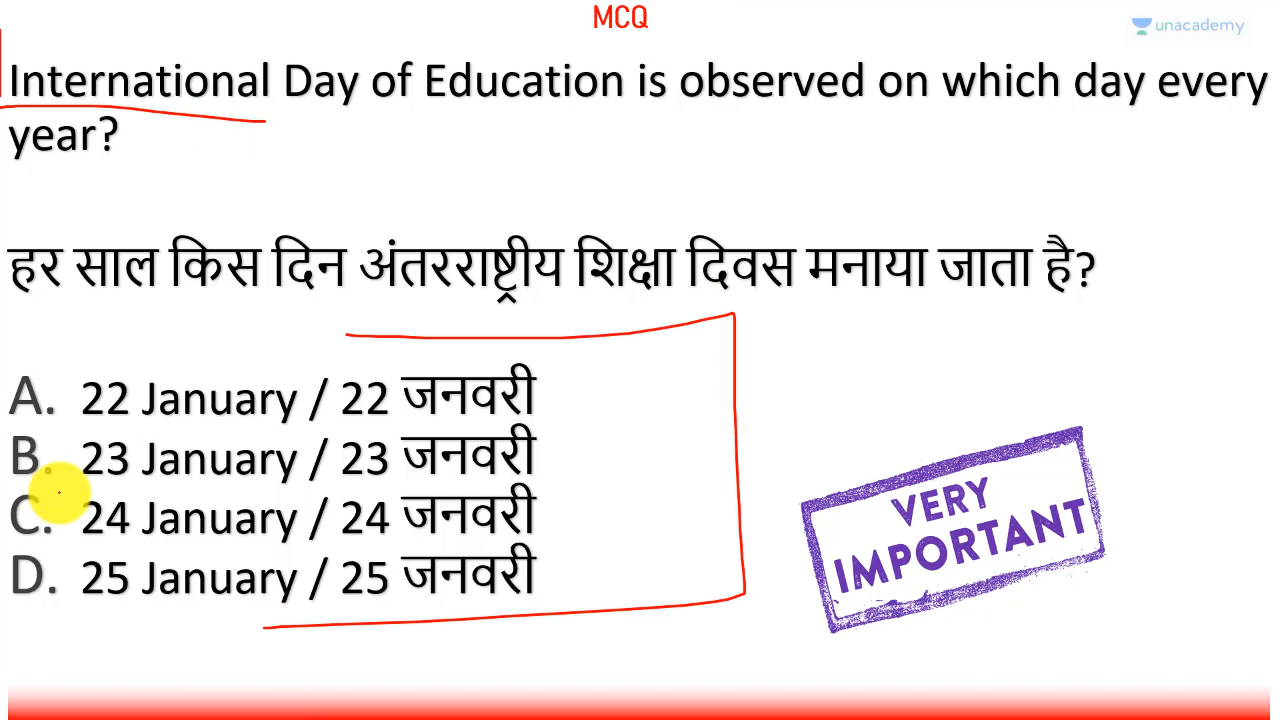 MCQ
unacademy
International Day of Education is observed on which day every
year?
हर साल किस दिन अंतरराष्ट्रीय शिक्षा दिवस मनाया जाता है?
A. 22 January / 22 जनवरी
B. 23 January / 23 जनवरी
C. 24 January / 24 जनवरी
D. 25 January / 25 जनवरी
VERY
IMPORTANT